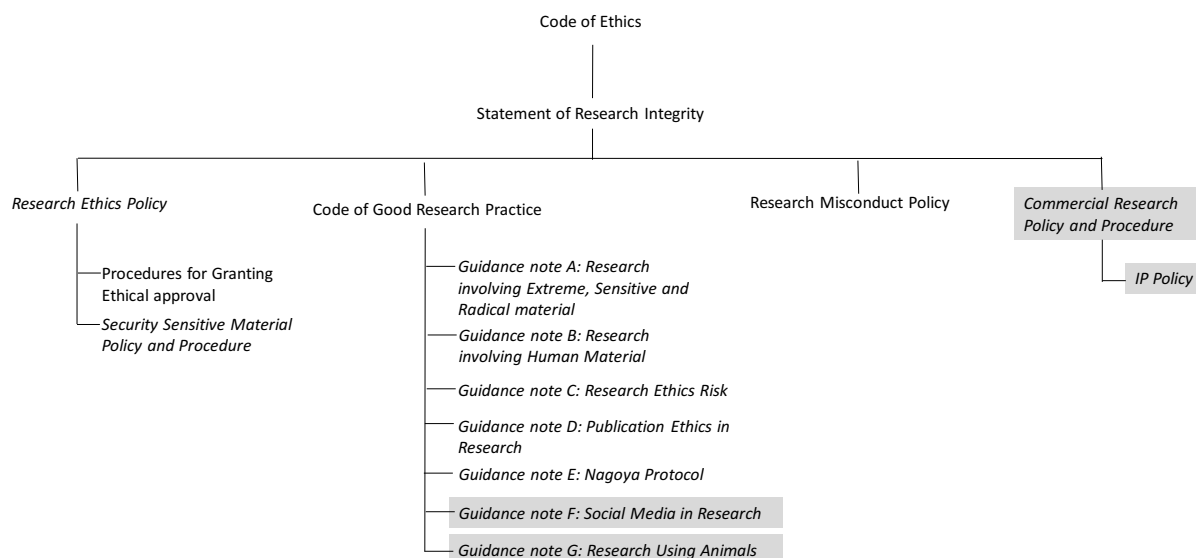 Code of Ethics
Statement of Research Integrity
Research Ethics Policy
Code of Good Research Practice
Research Misconduct Policy
Commercial Research
Policy and Procedure
Procedures for Granting
Ethical approval
Security Sensitive Material
Policy and Procedure
Guidance note A: Research
involving Extreme, Sensitive and
Radical material
Guidance note B: Research
involving Human Material
Guidance note C: Research Ethics Risk
Guidance note D: Publication Ethics in
Research
Guidance note E: Nagoya Protocol
Guidance note F: Social Media in Research
Guidance note G: Research Using Animals
IP Policy